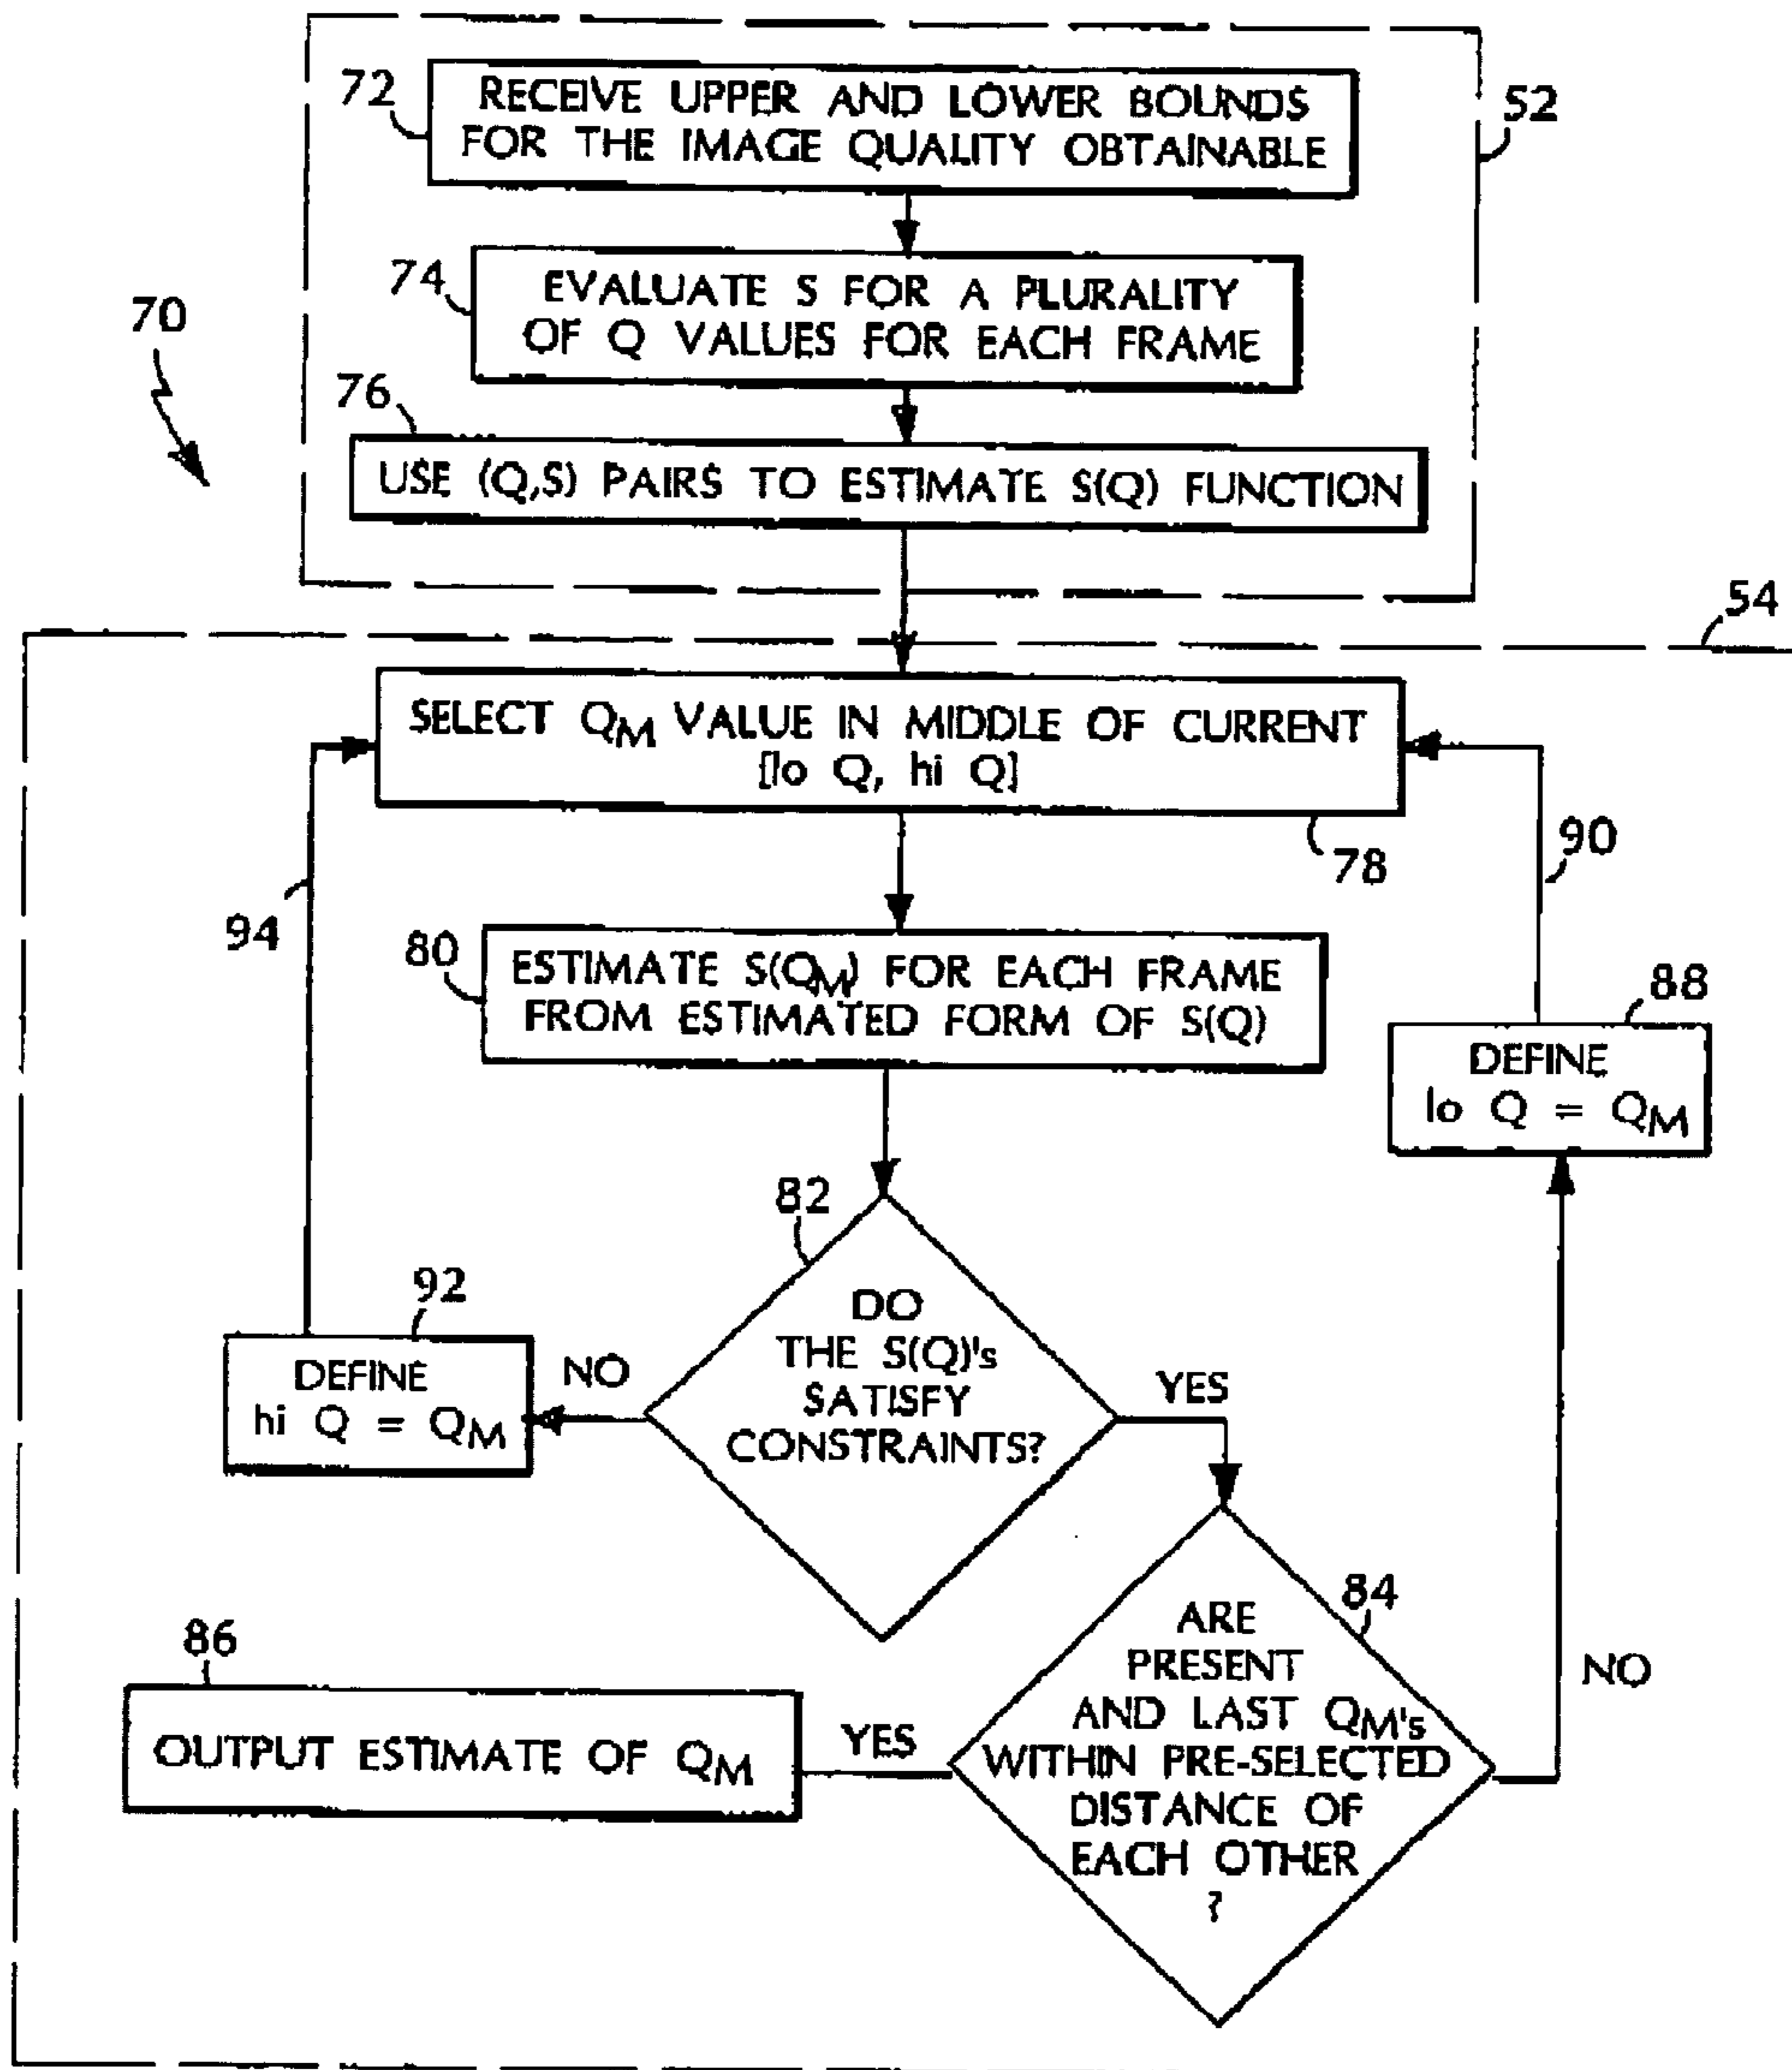 72
RECEIVE UPPER AND LOWER BOUNDS
FOR THE IMAGE QUALITY OBTAINABLE
52
74
EVALUATE S FOR A PLURALITY
OF Q VALUES FOR EACH FRAME
70
76
USE (Q,S) PAIRS TO ESTIMATE S(Q) FUNCTION
54
SELECT QM VALUE IN MIDDLE OF CURRENT
[lo Q, hi Q]
78
90
94
80
ESTIMATE S(QM) FOR EACH FRAME
FROM ESTIMATED FORM OF S(Q)
88
DEFINE
lo Q = QM
82
DO
THE S(Q)'s
SATISFY
CONSTRAINTS?
92
DEFINE
hi Q = QM
NO
YES
84
ARE
PRESENT
AND LAST QM's
WITHIN PRE-SELECTED
DISTANCE OF
EACH OTHER
?
NO
86
OUTPUT ESTIMATE OF QM
YES